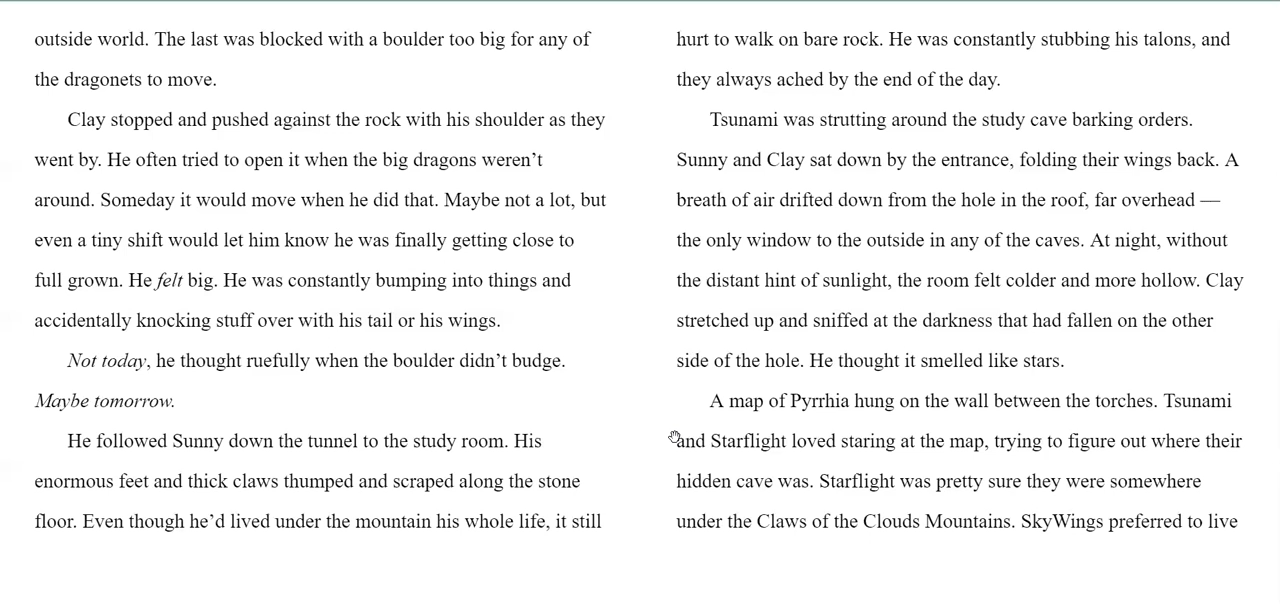 outside world. The last was blocked with a boulder too big for any of
the dragonets to move.
Clay stopped and pushed against the rock with his shoulder as they
went by. He often tried to open it when the big dragons weren’t
around. Someday it would move when he did that. Maybe not a lot, but
even a tiny shift would let him know he was finally getting close to
full grown. He felt big. He was constantly bumping into things and
accidentally knocking stuff over with his tail or his wings.
Not today, he thought ruefully when the boulder didn’t budge.
Maybe tomorrow.
He followed Sunny down the tunnel to the study room. His
enormous feet and thick claws thumped and scraped along the stone
floor. Even though he’d lived under the mountain his whole life, it still
hurt to walk on bare rock. He was constantly stubbing his talons, and
they always ached by the end of the day.
Tsunami was strutting around the study cave barking orders.
Sunny and Clay sat down by the entrance, folding their wings back. A
breath of air drifted down from the hole in the roof, far overhead —
the only window to the outside in any of the caves. At night, without
the distant hint of sunlight, the room felt colder and more hollow. Clay
stretched up and sniffed at the darkness that had fallen on the other
side of the hole. He thought it smelled like stars.
A map of Pyrrhia hung on the wall between the torches. Tsunami
and Starflight loved staring at the map, trying to figure out where their
hidden cave was. Starflight was pretty sure they were somewhere
under the Claws of the Clouds Mountains. SkyWings preferred to live